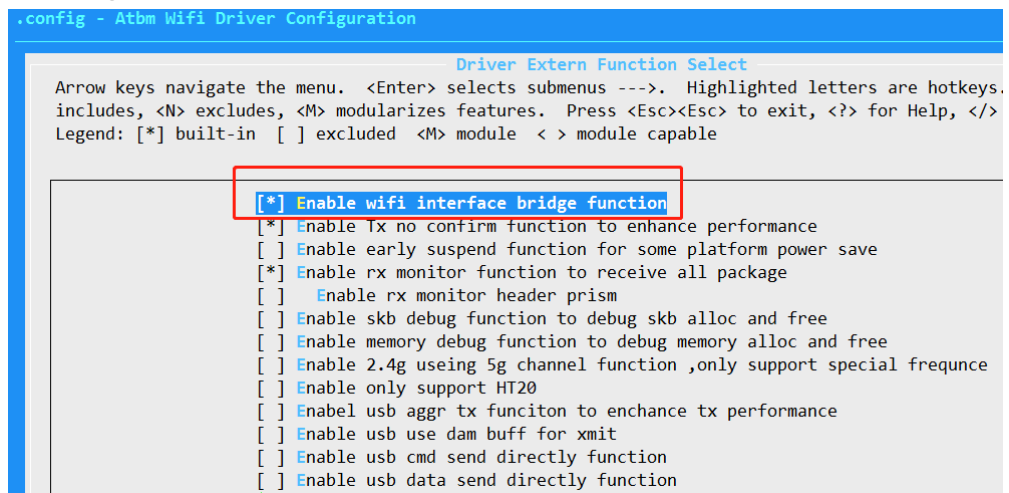 .config - Atbm Wifi Driver Configuration
Driver Extern Function Select
Arrow keys navigate the menu. <Enter> selects submenus --->. Highlighted letters are hotkeys.
includes, <N> excludes, <M> modularizes features. Press <Esc><Esc> to exit, <?> for Help, </>
Legend: [*] built-in [ ] excluded <M> module < > module capable
[*] Enable wifi interface bridge function
[*] Enable Tx no confirm function to enhance performance
[ ] Enable early suspend function for some platform power save
[*] Enable rx monitor function to receive all package
[ ] Enable rx monitor header prism
[ ] Enable skb debug function to debug skb alloc and free
[ ] Enable memory debug function to debug memory alloc and free
[ ] Enable 2.4g useing 5g channel function ,only support special frequnce
[ ] Enable only support HT20
[ ] Enabel usb aggr tx funciton to enchance tx performance
[ ] Enable usb use dam buff for xmit
[ ] Enable usb cmd send directly function
[ ] Enable usb data send directly function